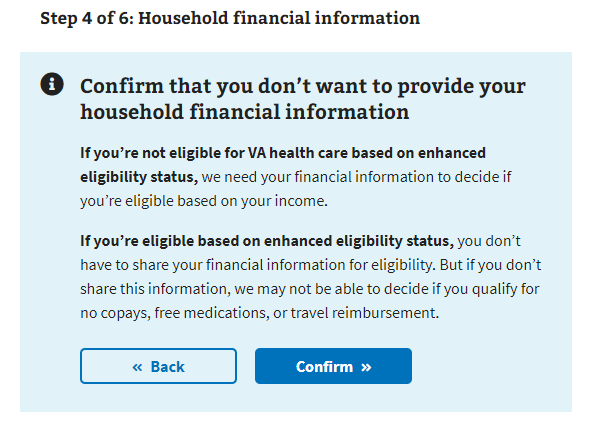 Step 4 of 6: Household financial information
Confirm that you don’t want to provide your
household financial information
If you’re not eligible for VA health care based on enhanced
eligibility status, we need your financial information to decide if
you’re eligible based on your income.
If you’re eligible based on enhanced eligibility status, you don’t
have to share your financial information for eligibility. But if you don’t
share this information, we may not be able to decide if you qualify for
no copays, free medications, or travel reimbursement.
« Back
Confirm »